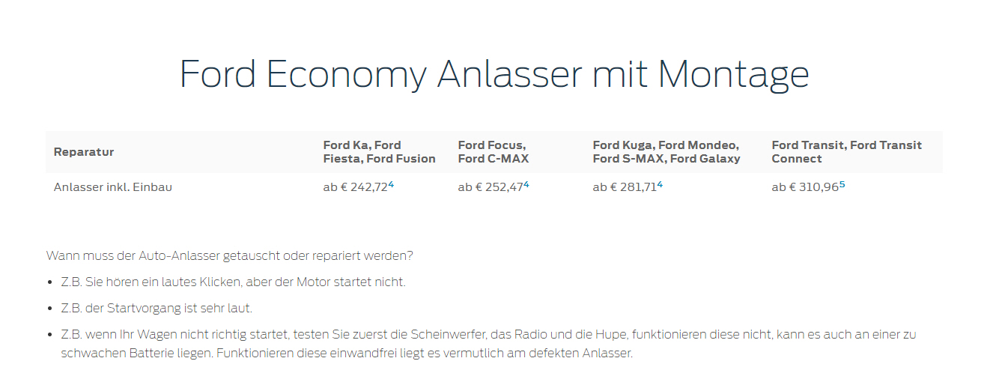 Ford Economy Anlasser mit Montage
Reparatur
Ford Ka, Ford
Fiesta, Ford Fusion
Ford Focus,
Ford C-MAX
Ford Kuga, Ford Mondeo,
Ford S-MAX, Ford Galaxy
Ford Transit, Ford Transit
Connect
Anlasser inkl. Einbau
ab € 242,72⁴
ab € 252,47⁴
ab € 281,71⁴
ab € 310,96⁵
Wann muss der Auto-Anlasser getauscht oder repariert werden?
• Z.B. Sie hören ein lautes Klicken, aber der Motor startet nicht.
• Z.B. der Startvorgang ist sehr laut.
• Z.B. wenn Ihr Wagen nicht richtig startet, testen Sie zuerst die Scheinwerfer, das Radio und die Hupe, funktionieren diese nicht, kann es auch an einer zu
schwachen Batterie liegen. Funktionieren diese einwandfrei liegt es vermutlich am defekten Anlasser.